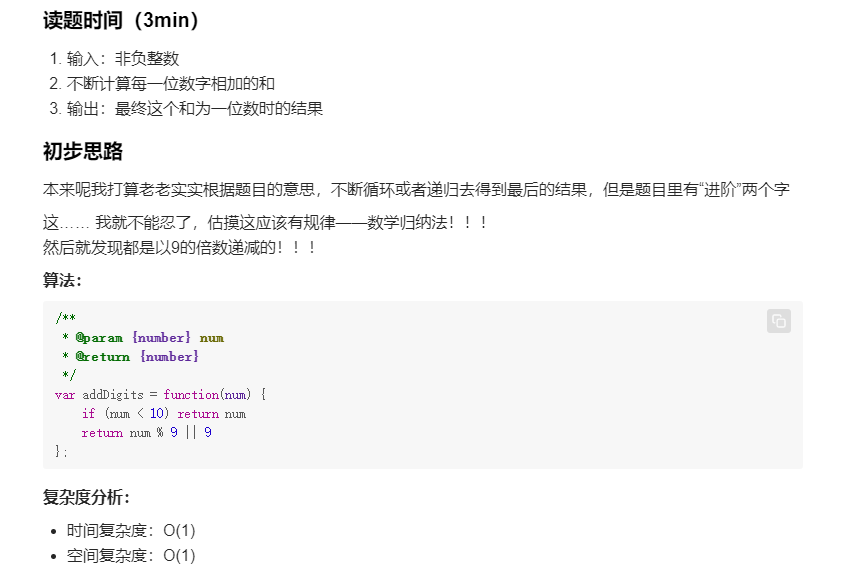 读题时间（3min）
1. 输入：非负整数
2. 不断计算每一位数字相加的和
3. 输出：最终这个和为一位数时的结果
初步思路
本来呢我打算老老实实根据题目的意思，不断循环或者递归去得到最后的结果，但是题目里有“进阶”两个字
这…… 我就不能忍了，估摸这应该有规律——数学归纳法！！！
然后就发现都是以9的倍数递减的！！！
算法：
/**
 * @param {number} num
 * @return {number}
 */
var addDigits = function(num) {
    if (num < 10) return num
    return num % 9 || 9
};
复杂度分析：
• 时间复杂度：O(1)
• 空间复杂度：O(1)